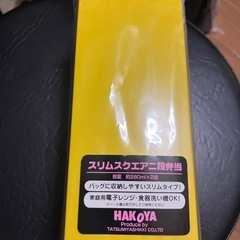 スリムスクエア二段弁当
容量 約280ml×2段
バッグに収納しやすいスリムタイプ!
家庭用電子レンジ・食器洗い機OK!
HAKOYA
Produce by
TATSUMIYASHIKKI CO.,LTD